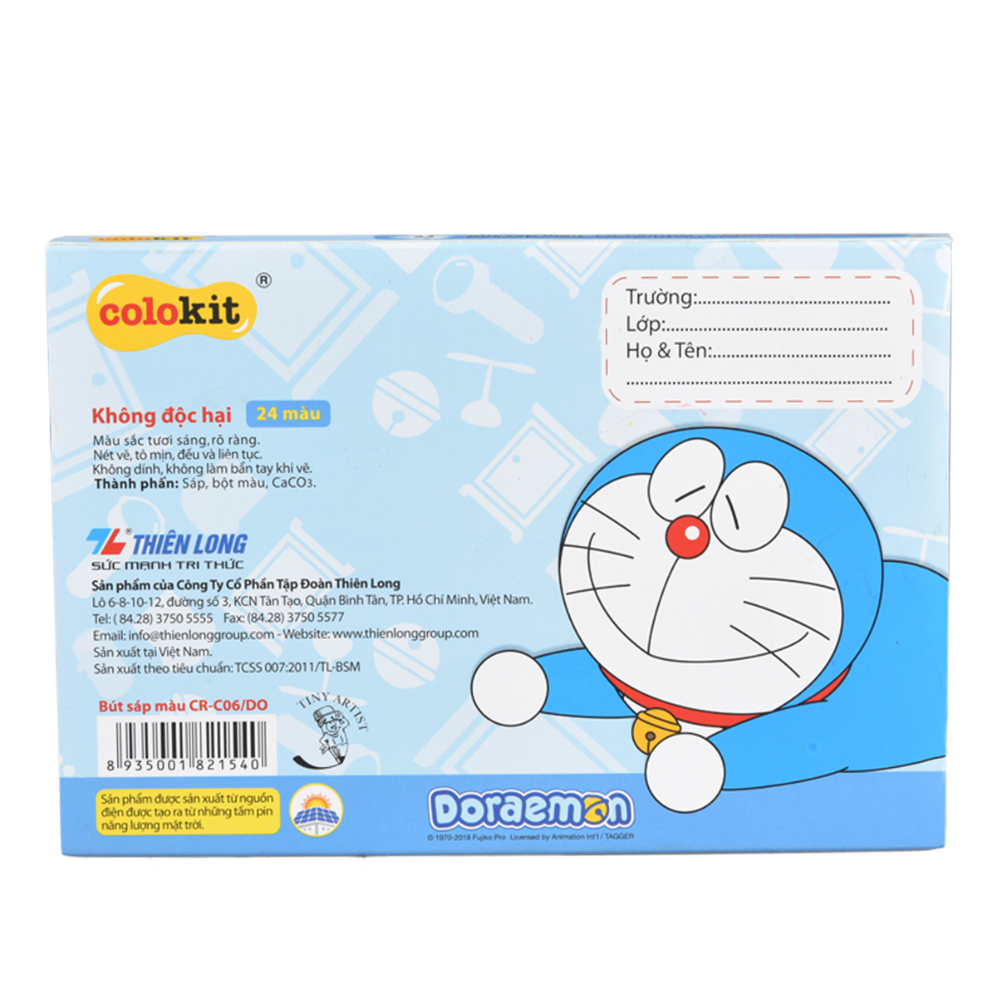 colokit
colokit ®
Trường:..........................................
Lớp:................................................
Họ & Tên:.......................................
..........................................................
Không độc hại 24 màu
Màu sắc tươi sáng, rõ ràng.
Nét vẽ, tô mịn, đều và liên tục.
Không dính, không làm bẩn tay khi vẽ.
Thành phần: Sáp, bột màu, CaCO3.
TL® THIÊN LONG
SỨC MẠNH TRI THỨC
Sản phẩm của Công Ty Cổ Phần Tập Đoàn Thiên Long
Lô 6-8-10-12, đường số 3, KCN Tân Tạo, Quận Bình Tân, TP. Hồ Chí Minh, Việt Nam.
Tel: ( 84.28) 3750 5555 Fax: (84.28) 3750 5577
Email: info@thienlonggroup.com - Website: www.thienlonggroup.com
Sản xuất tại Việt Nam.
Sản xuất theo tiêu chuẩn: TCSS 007:2011/TL-BSM
Bút sáp màu CR-C06/DO
TINY ARTIST
8 935001 821540
Sản phẩm được sản xuất từ nguồn
điện được tạo ra từ những tấm pin
năng lượng mặt trời.
Doraemon
© 1970-2018 Fujiko Pro Licensed by Animation Int'l / TAGGER